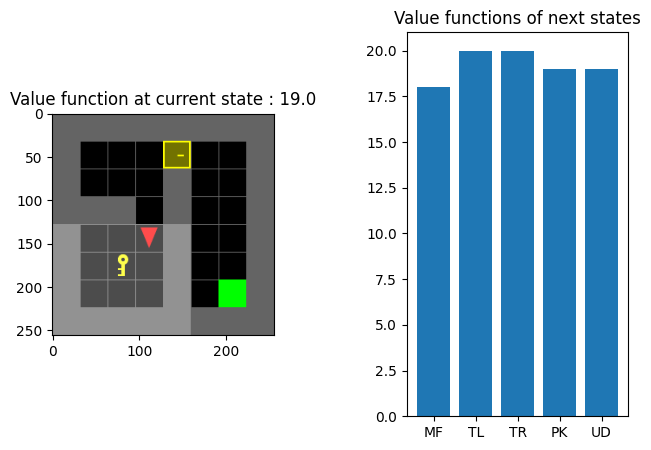 Value function at current state : 19.0
0
50
100
150
200
250
0
100
200
Value functions of next states
20.0
17.5
15.0
12.5
10.0
7.5
5.0
2.5
0.0
MF
TL
TR
PK
UD